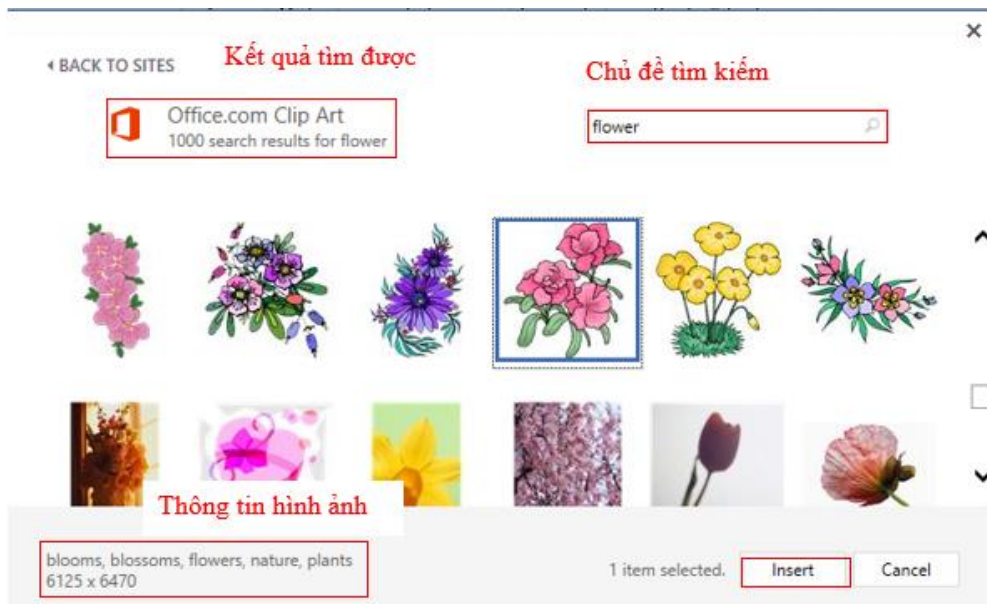 Kết quả tìm được
BACK TO SITES
Chủ đề tìm kiếm
Office.com Clip Art
1000 search results for flower
flower
Thông tin hình ảnh
blooms, blossoms, flowers, nature, plants
6125 x 6470
1 item selected.
Insert
Cancel